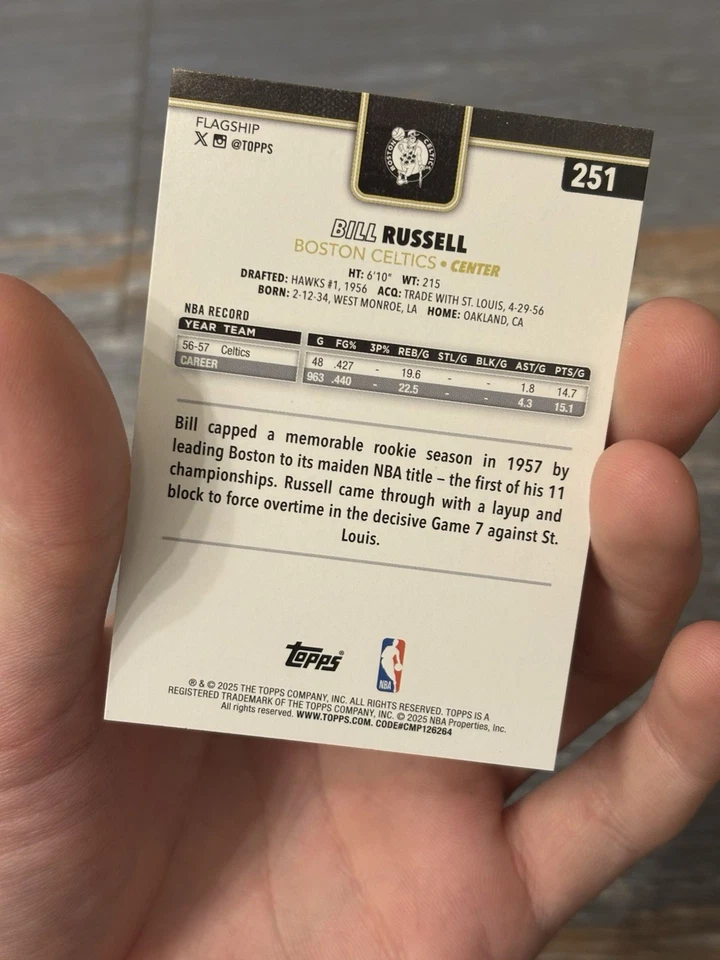 FLAGSHIP
X @TOPPS
BOSTON CELTICS
251
BILL RUSSELL
BOSTON CELTICS • CENTER
HT: 6'10" WT: 215
DRAFTED: HAWKS #1, 1956 ACQ: TRADE WITH ST. LOUIS, 4-29-56
BORN: 2-12-34, WEST MONROE, LA HOME: OAKLAND, CA
NBA RECORD
YEAR TEAM G FG% 3P% REB/G STL/G BLK/G AST/G PTS/G
56-57 Celtics 48 .427 - 19.6 - - 1.8 14.7
CAREER 963 .440 - 22.5 - - 4.3 15.1
Bill capped a memorable rookie season in 1957 by
leading Boston to its maiden NBA title – the first of his 11
championships. Russell came through with a layup and
block to force overtime in the decisive Game 7 against St.
Louis.
topps®
NBA
® & © 2025 THE TOPPS COMPANY, INC. ALL RIGHTS RESERVED. TOPPS IS A
REGISTERED TRADEMARK OF THE TOPPS COMPANY, INC. © 2025 NBA Properties, Inc.
All rights reserved. WWW.TOPPS.COM. CODE#CMP126264